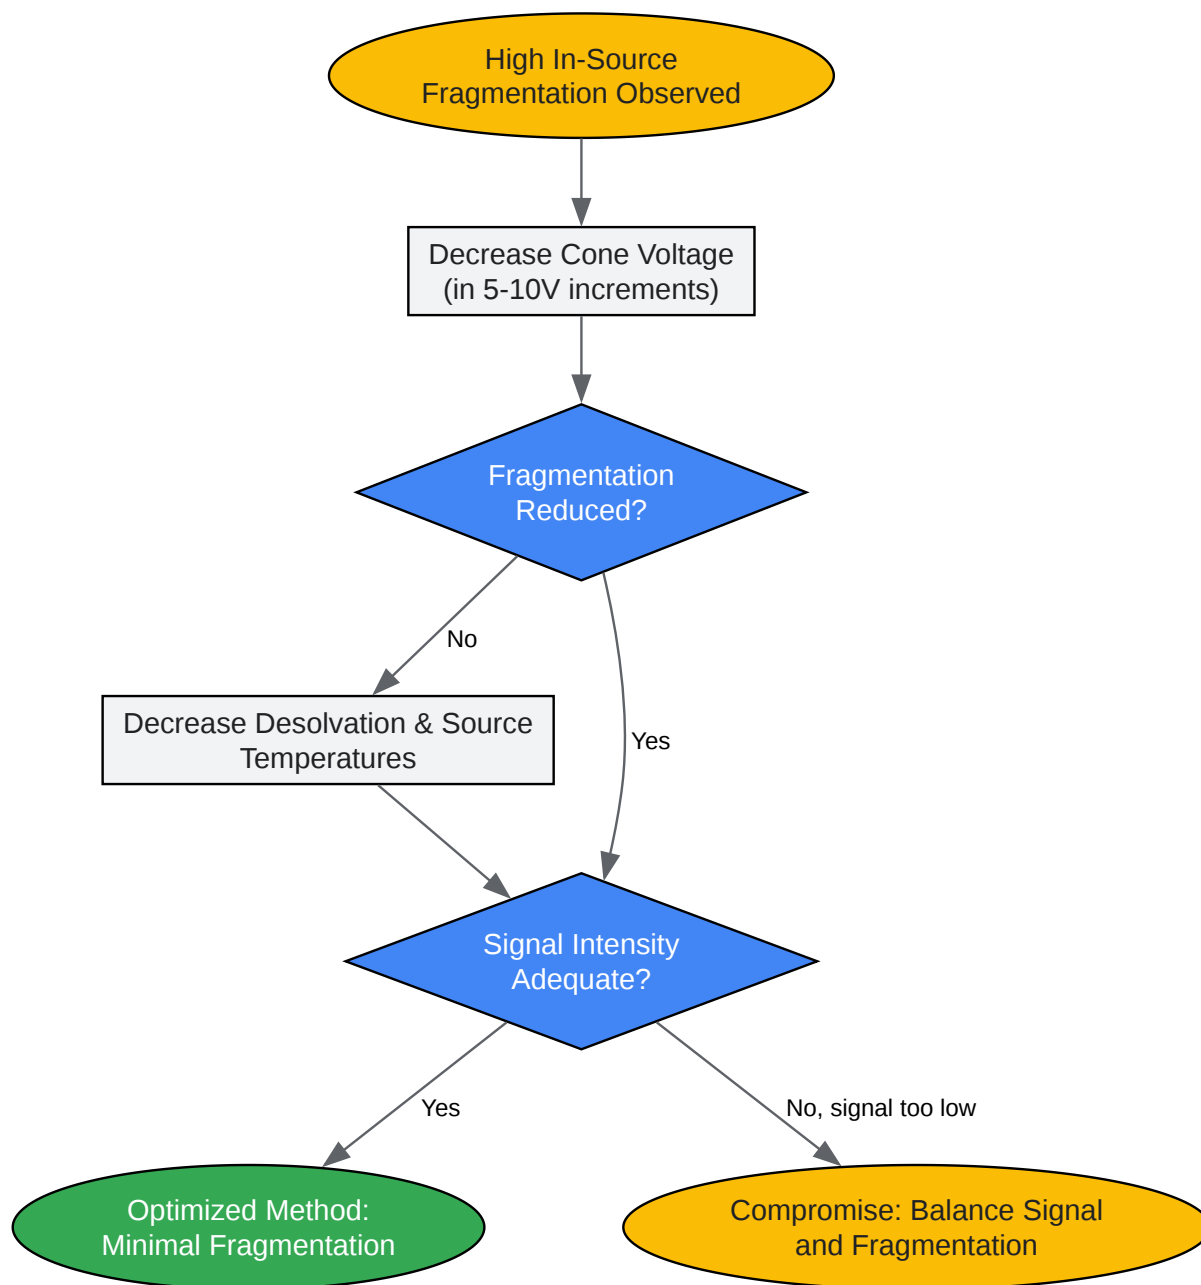 High In-Source
Fragmentation Observed
Decrease Cone Voltage
(in 5-10V increments)
Fragmentation
Reduced?
No
Decrease Desolvation & Source
Temperatures
Yes
Signal Intensity
Adequate?
Yes
No, signal too low
Optimized Method:
Minimal Fragmentation
Compromise: Balance Signal
and Fragmentation